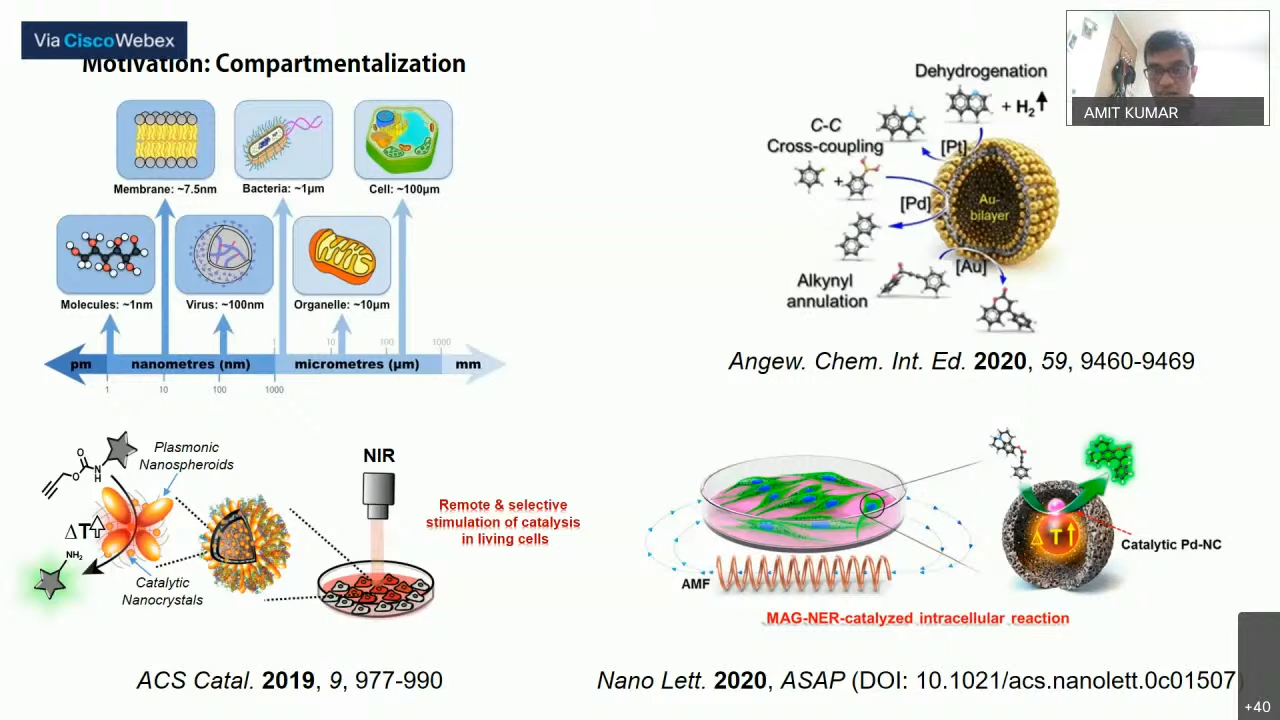 Via CiscoWebex
Motivation: Compartmentalization
Membrane: ~7.5nm
Bacteria: ~1µm
Cell: ~100µm
Molecules: ~1nm
Virus: ~100nm
Organelle: ~10µm
1
10
100
1000
pm
nanometres (nm)
micrometres (µm)
mm
1
10
100
1000
Dehydrogenation
+ H2
C-C
Cross-coupling
[Pt]
+
[Pd]
Au-
bilayer
[Au]
Alkynyl
annulation
AMIT KUMAR
Angew. Chem. Int. Ed. 2020, 59, 9460-9469
O
O
N
H
Plasmonic
Nanospheroids
ΔT
NH2
Catalytic
Nanocrystals
NIR
Remote & selective
stimulation of catalysis
in living cells
ACS Catal. 2019, 9, 977-990
AMF
Δ T
Catalytic Pd-NC
MAG-NER-catalyzed intracellular reaction
Nano Lett. 2020, ASAP (DOI: 10.1021/acs.nanolett.0c01507)
+40